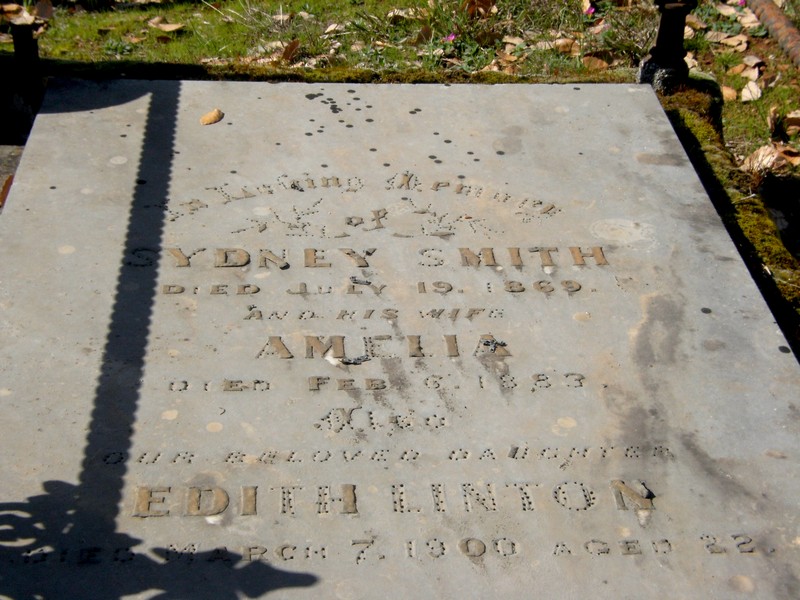 In Loving Memory
of
SYDNEY SMITH
DIED JULY 19. 1869.
AND HIS WIFE
AMELIA
DIED FEB 6. 1883.
Also
OUR BELOVED DAUGHTER
EDITH LINTON
DIED MARCH 7. 1900 AGED 22.